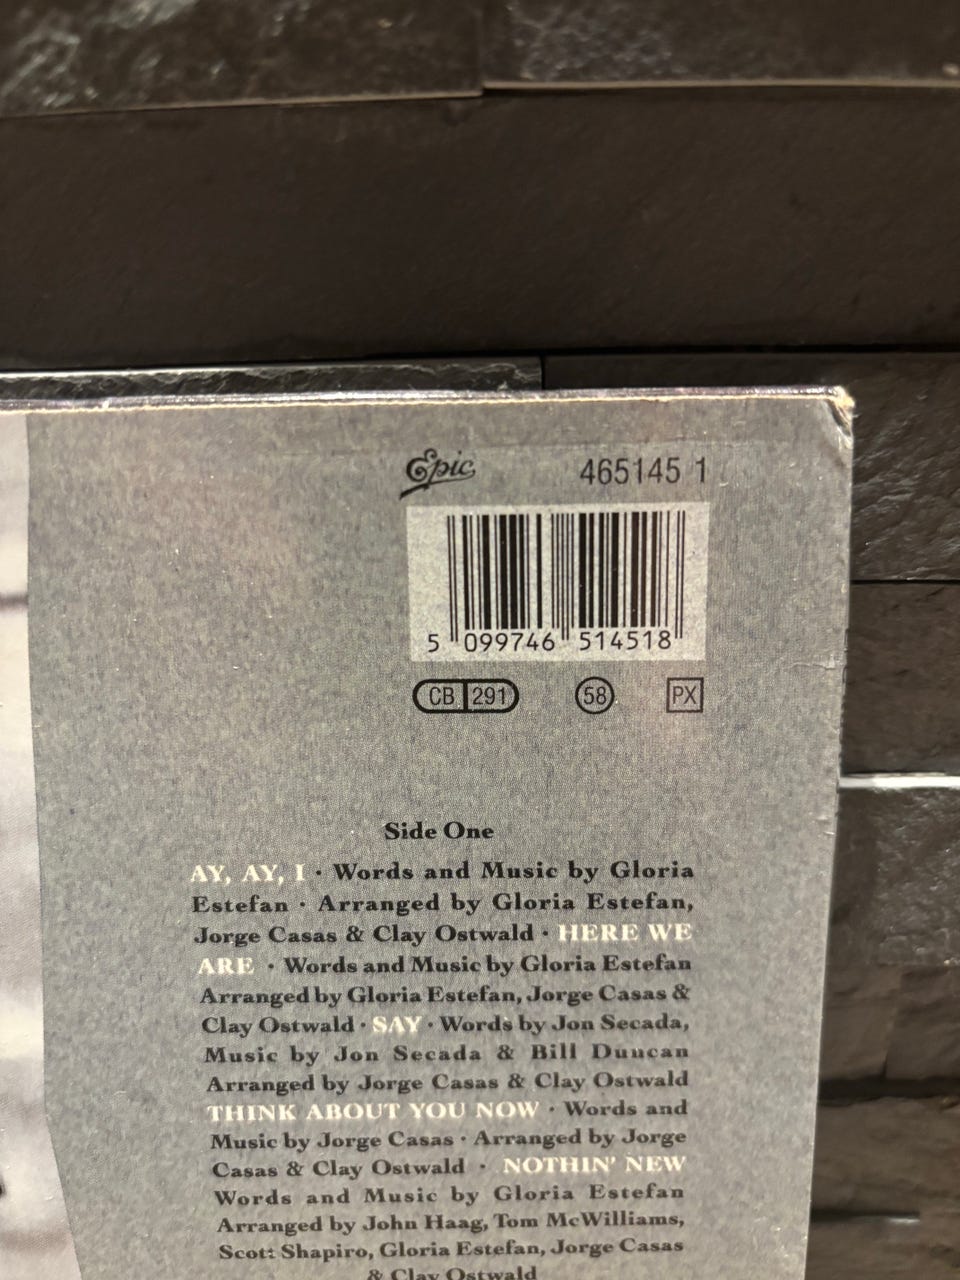 Epic 465145 1
5 099746 514518
CB 291 58 PX
Side One
AY, AY, I · Words and Music by Gloria
Estefan · Arranged by Gloria Estefan,
Jorge Casas & Clay Ostwald · HERE WE
ARE · Words and Music by Gloria Estefan
Arranged by Gloria Estefan, Jorge Casas &
Clay Ostwald · SAY · Words by Jon Secada,
Music by Jon Secada & Bill Duncan
Arranged by Jorge Casas & Clay Ostwald
THINK ABOUT YOU NOW · Words and
Music by Jorge Casas · Arranged by Jorge
Casas & Clay Ostwald · NOTHIN' NEW
Words and Music by Gloria Estefan
Arranged by John Haag, Tom McWilliams,
Scott Shapiro, Gloria Estefan, Jorge Casas
& Clay Ostwald